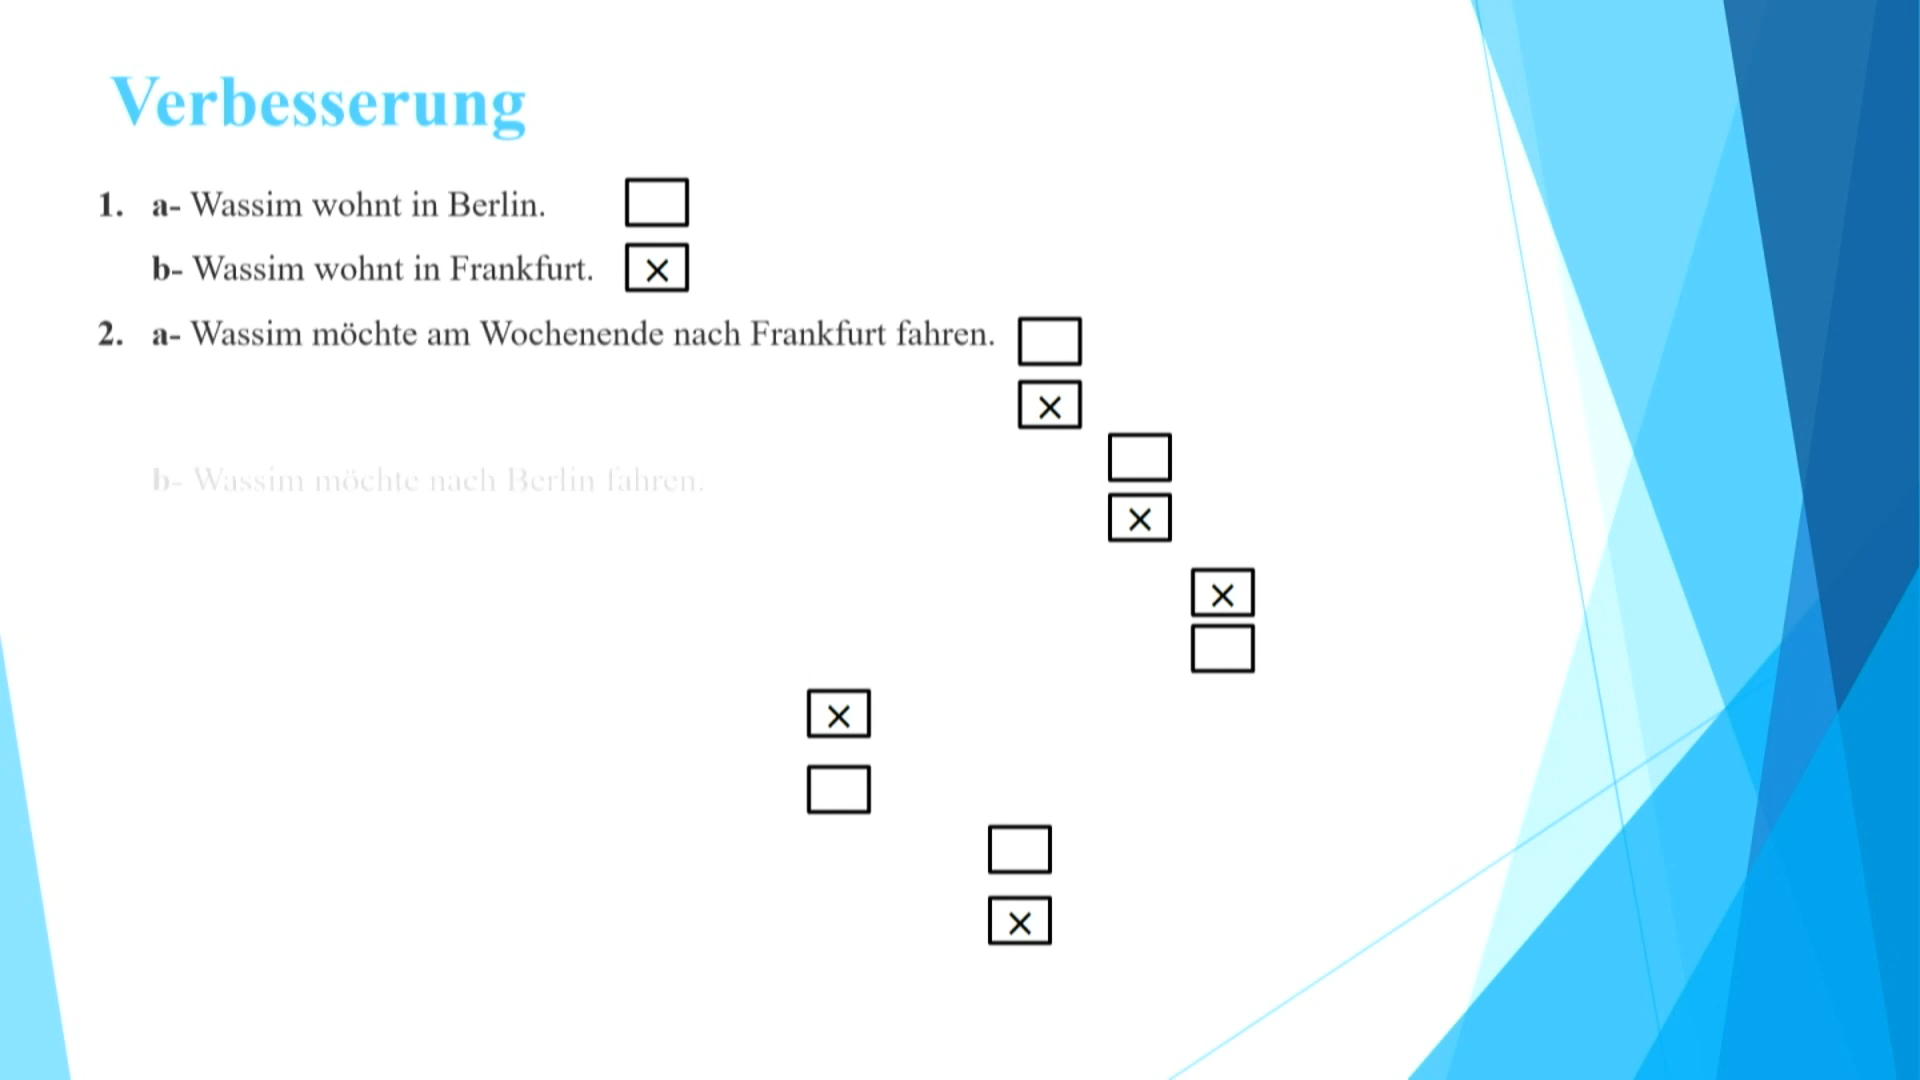 Verbesserung
1. a- Wassim wohnt in Berlin.
b- Wassim wohnt in Frankfurt. ×
2. a- Wassim möchte am Wochenende nach Frankfurt fahren.
×
b- Wassim möchte nach Berlin fahren.
×
×
×
×